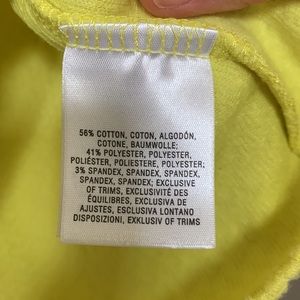 56% COTTON, COTON, ALGODÓN,
COTONE, BAUMWOLLE;
41% POLYESTER, POLYESTER,
POLIÉSTER, POLIESTERE, POLYESTER;
3% SPANDEX, SPANDEX, SPANDEX,
SPANDEX, SPANDEX; EXCLUSIVE
OF TRIMS, EXCLUSIVITÉ DES
ÉQUILIBRES, EXCLUSIVA DE
AJUSTES, ESCLUSIVA LONTANO
DISPOSIZIONI, EXKLUSIV OF TRIMS